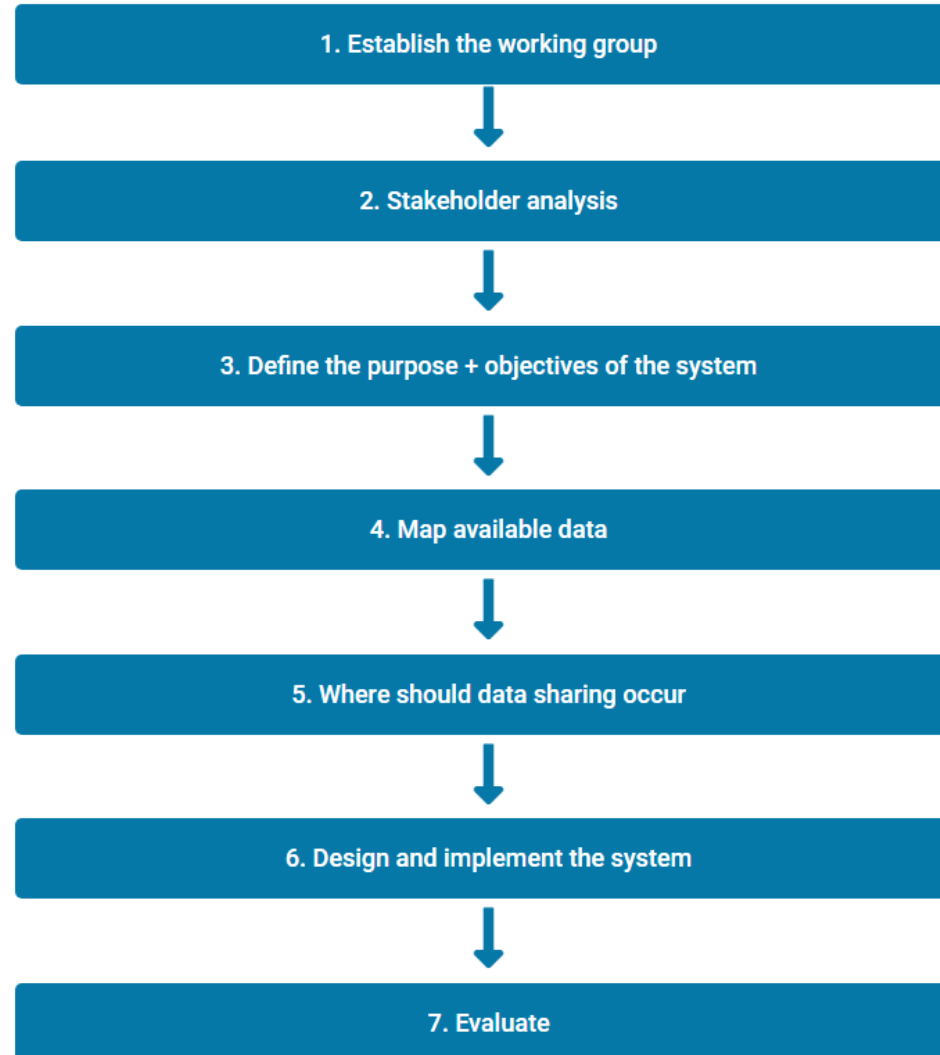 1. Establish the working group
2. Stakeholder analysis
3. Define the purpose + objectives of the system
4. Map available data
5. Where should data sharing occur
6. Design and implement the system
7. Evaluate